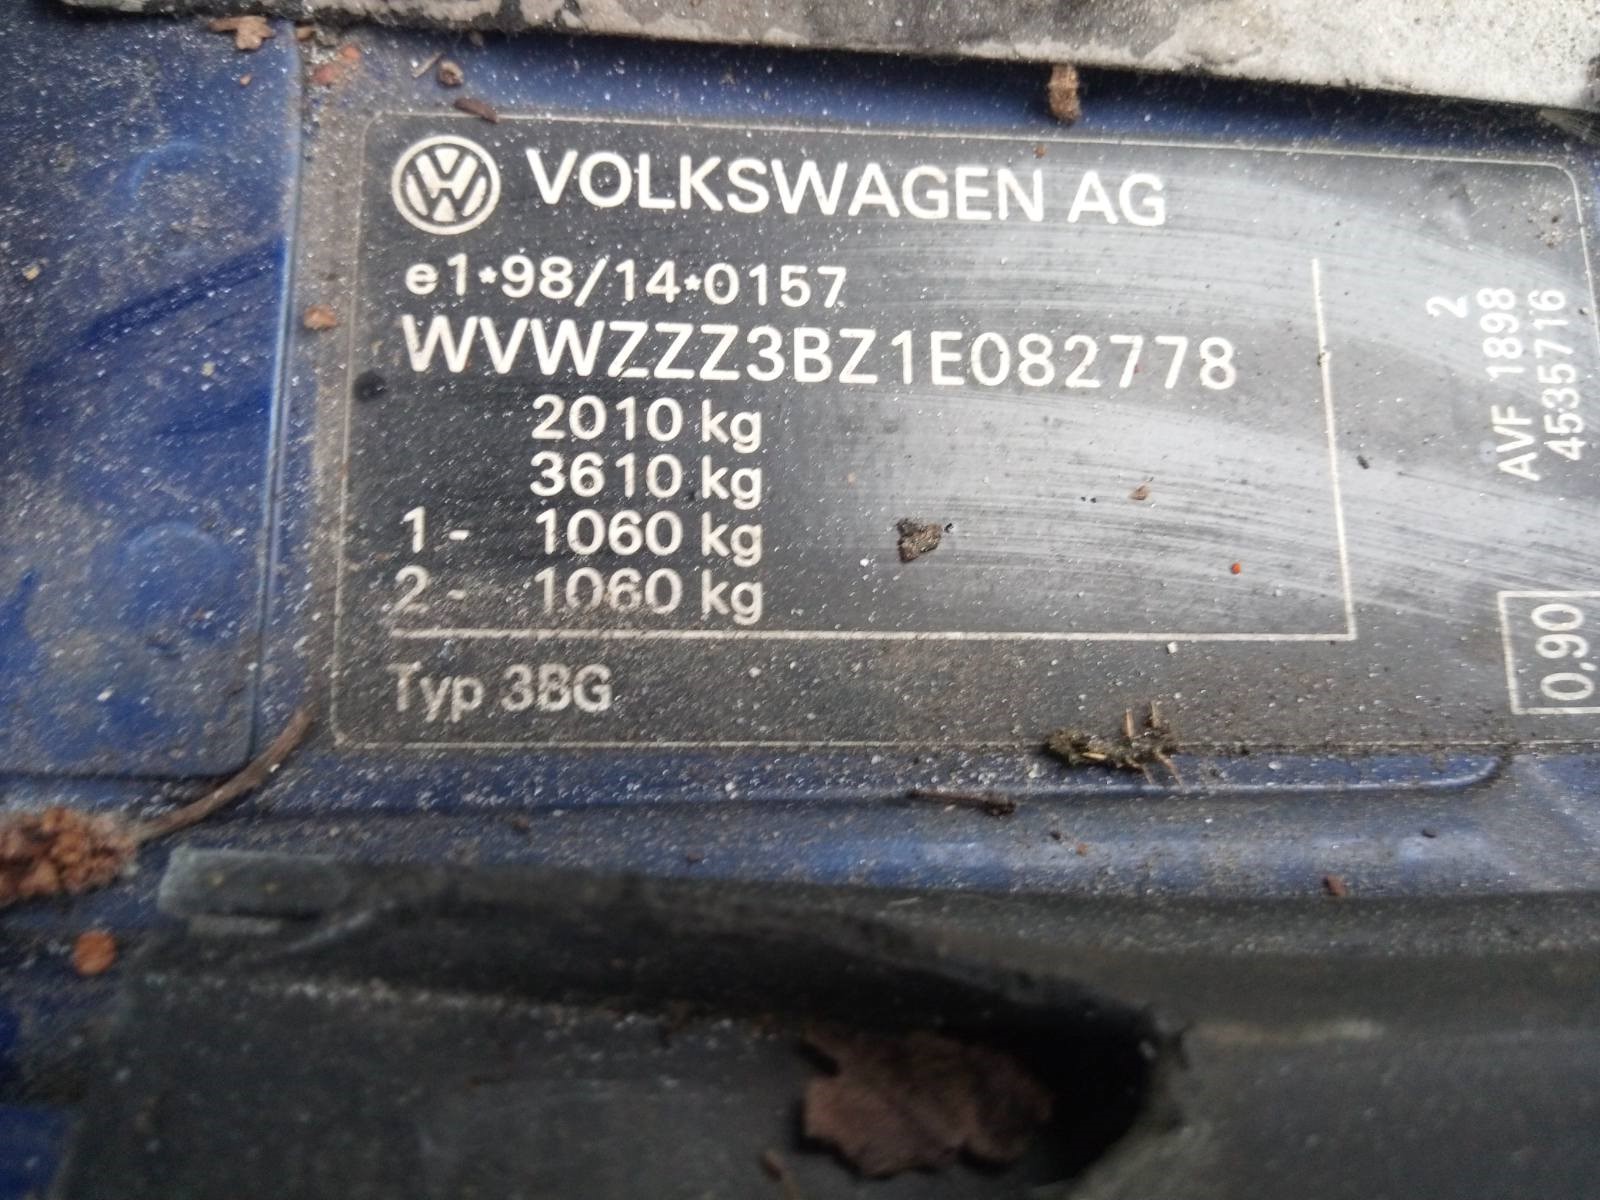 VOLKSWAGEN AG
e1*98/14*0157
WVWZZZ3BZ1E082778
2010 kg
3610 kg
1- 1060 kg
2- 1060 kg
Typ 3BG
2
AVF 1898
4535716
0,90